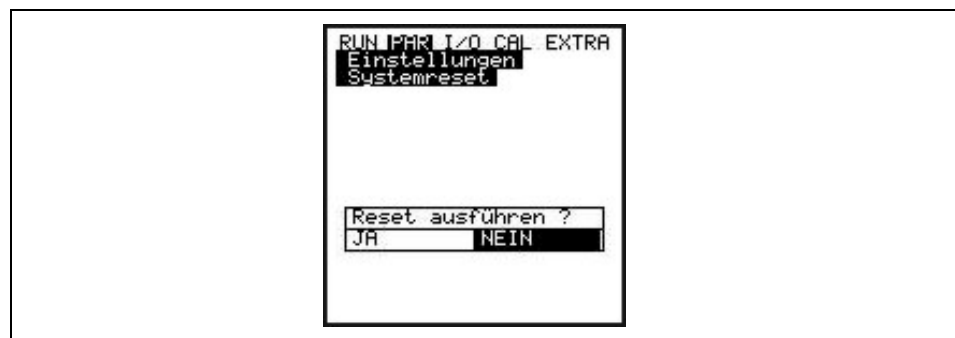 RUN PAR I/O CAL EXTRA
Einstellungen
Systemreset
Reset ausführen ?
JA NEIN